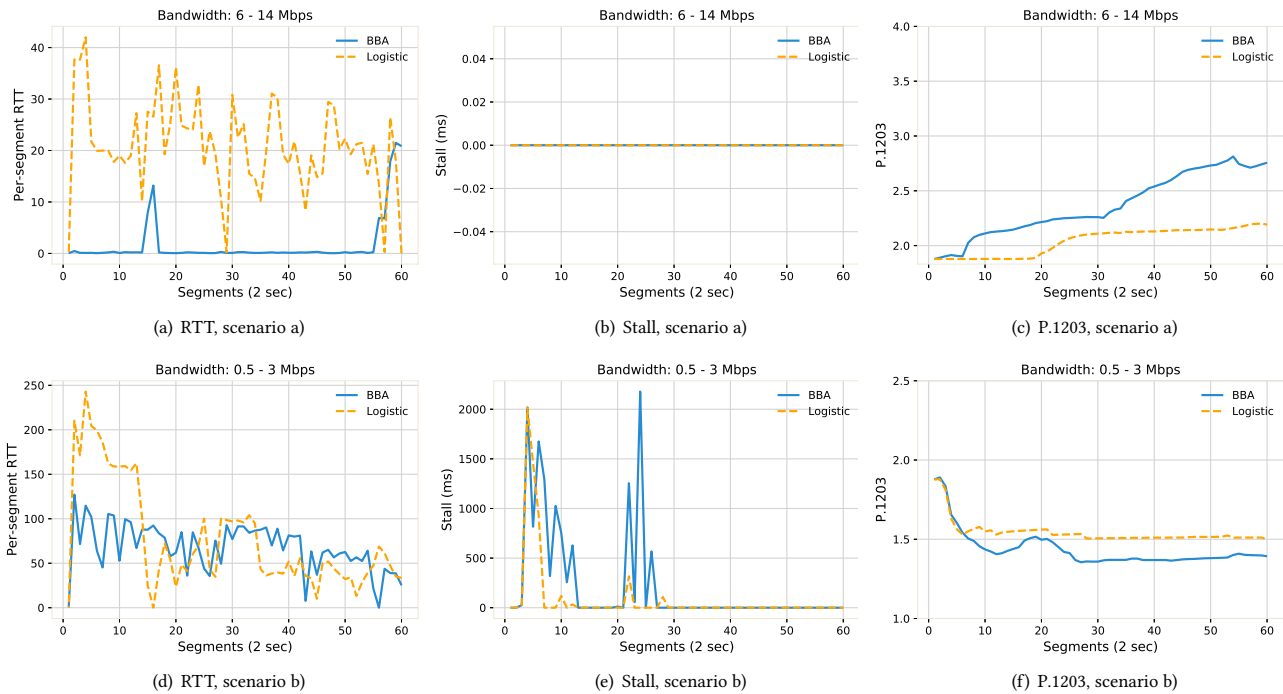 Bandwidth: 6 - 14 Mbps
Per-segment RTT
40
30
20
10
0
BBA
Logistic
0 10 20 30 40 50 60
Segments (2 sec)
(a) RTT, scenario a)
Bandwidth: 6 - 14 Mbps
Stall (ms)
0.04
0.02
0.00
−0.02
−0.04
BBA
Logistic
0 10 20 30 40 50 60
Segments (2 sec)
(b) Stall, scenario a)
Bandwidth: 6 - 14 Mbps
P.1203
4.0
3.5
3.0
2.5
2.0
BBA
Logistic
0 10 20 30 40 50 60
Segments (2 sec)
(c) P.1203, scenario a)
Bandwidth: 0.5 - 3 Mbps
Per-segment RTT
250
200
150
100
50
0
BBA
Logistic
0 10 20 30 40 50 60
Segments (2 sec)
(d) RTT, scenario b)
Bandwidth: 0.5 - 3 Mbps
Stall (ms)
2000
1500
1000
500
0
BBA
Logistic
0 10 20 30 40 50 60
Segments (2 sec)
(e) Stall, scenario b)
Bandwidth: 0.5 - 3 Mbps
P.1203
2.5
2.0
1.5
1.0
BBA
Logistic
0 10 20 30 40 50 60
Segments (2 sec)
(f) P.1203, scenario b)